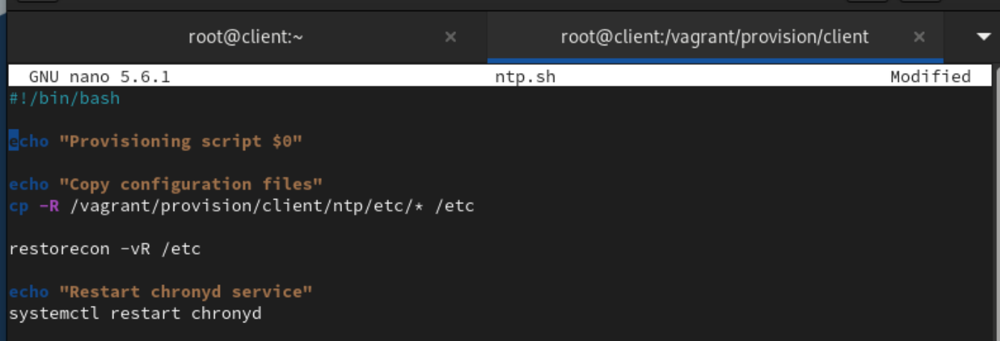 root@client:~ × root@client:/vagrant/provision/client ×
GNU nano 5.6.1 ntp.sh Modified
#!/bin/bash
echo "Provisioning script $0"
echo "Copy configuration files"
cp -R /vagrant/provision/client/ntp/etc/* /etc
restorecon -vR /etc
echo "Restart chronyd service"
systemctl restart chronyd